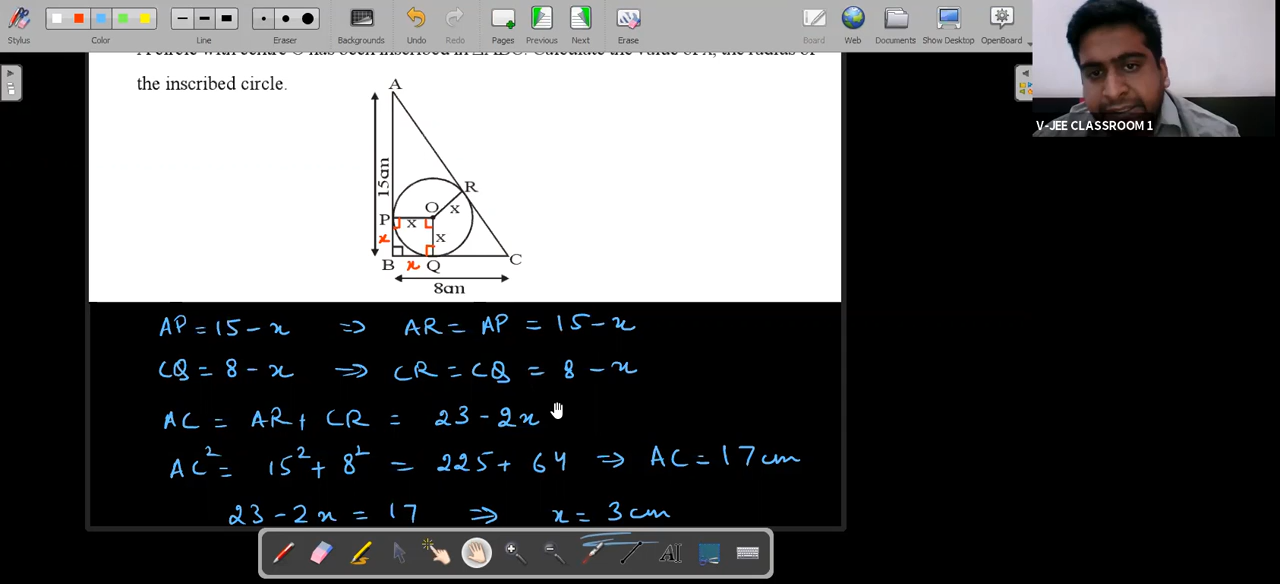 Stylus
Line
Eraser
Backgrounds
Undo
Redo
Pages
Previous
Next
Erase
Board
Web
Documents
Show Desktop
OpenBoard
the inscribed circle.
A
15cm
R
O
x
P
x
x
x
B
x
Q
C
8cm
V-JEE CLASSROOM 1
AP = 15 - x ⇒ AR = AP = 15 - x
CQ = 8 - x ⇒ CR = CQ = 8 - x
AC = AR + CR = 23 - 2x
AC² = 15² + 8² = 225 + 64 ⇒ AC = 17 cm
23 - 2x = 17 ⇒ x = 3 cm